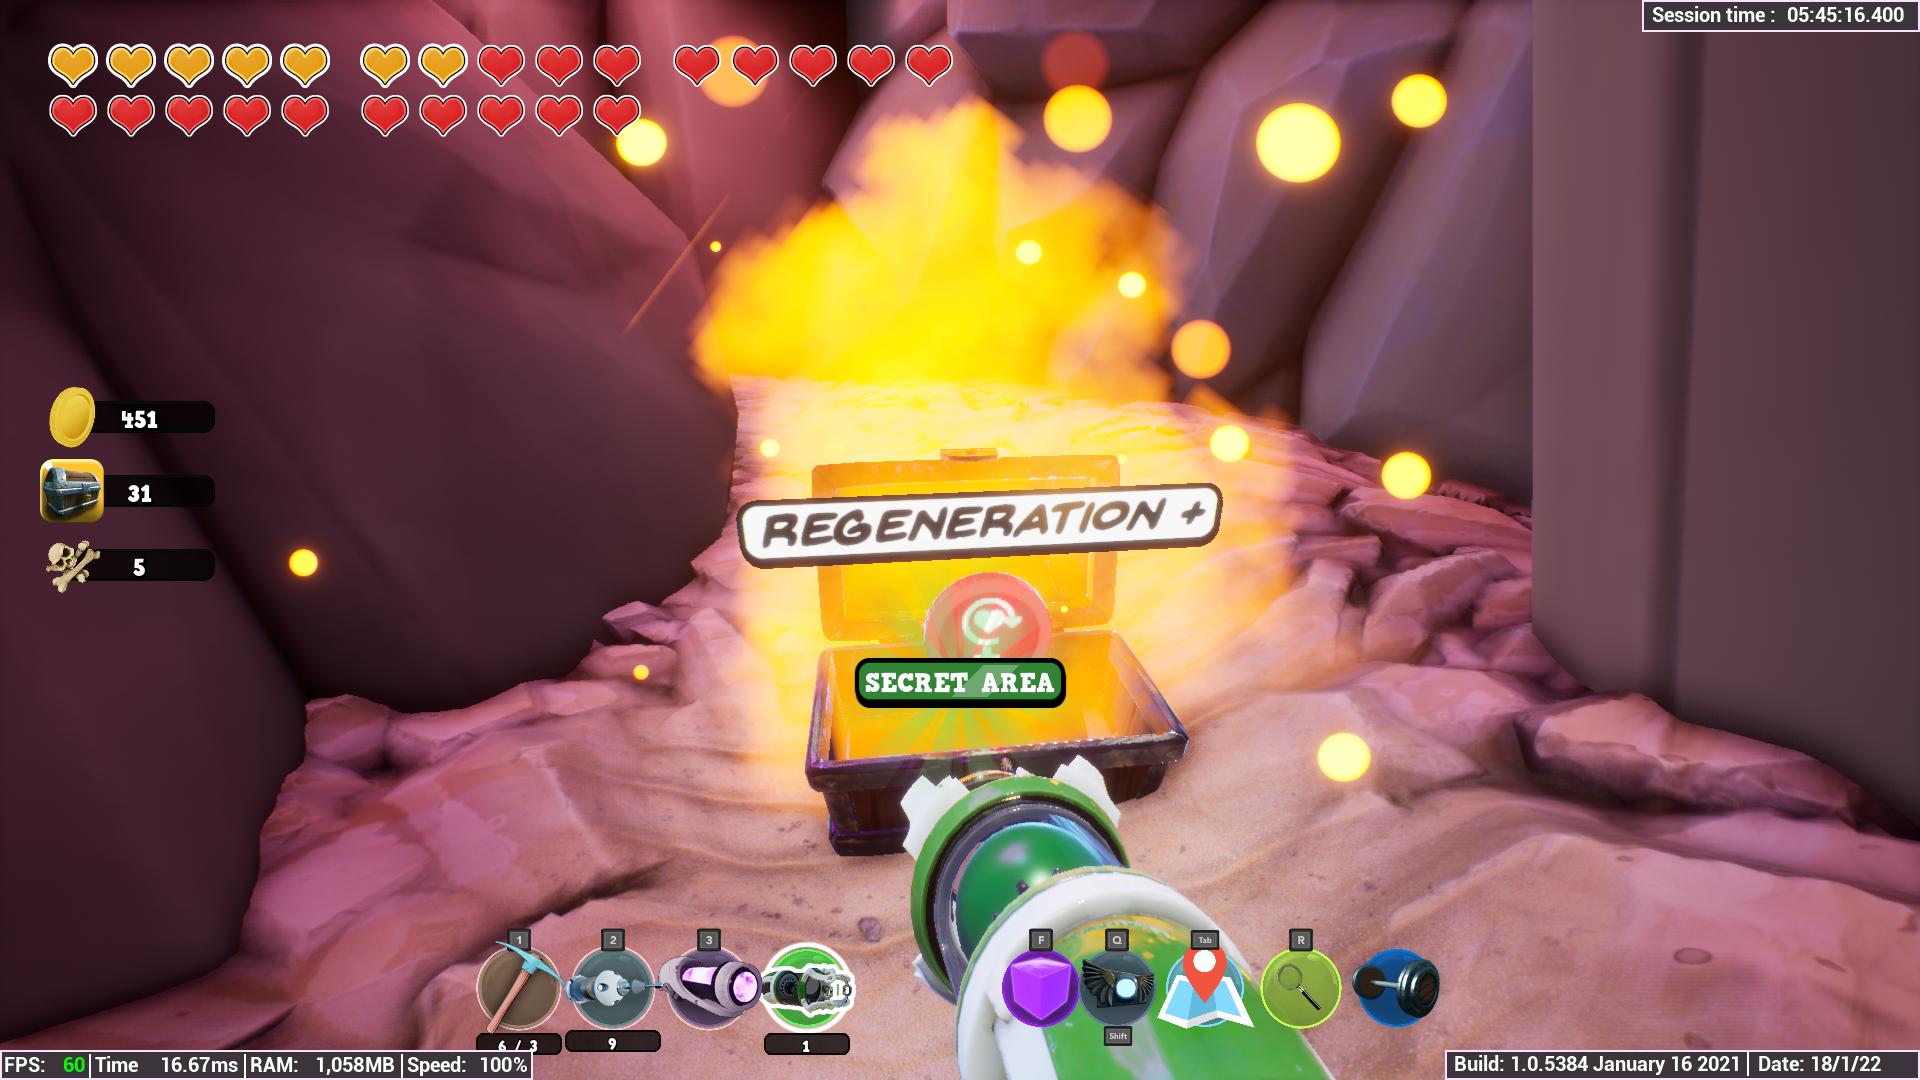 Session time : 05:45:16.400
451
31
5
REGENERATION +
SECRET AREA
1 2 3 F Q Tab R
Shift
6 / 3 9 1
FPS: 60 Time 16.67ms RAM: 1,058MB Speed: 100%
Build: 1.0.5384 January 16 2021 Date: 18/1/22